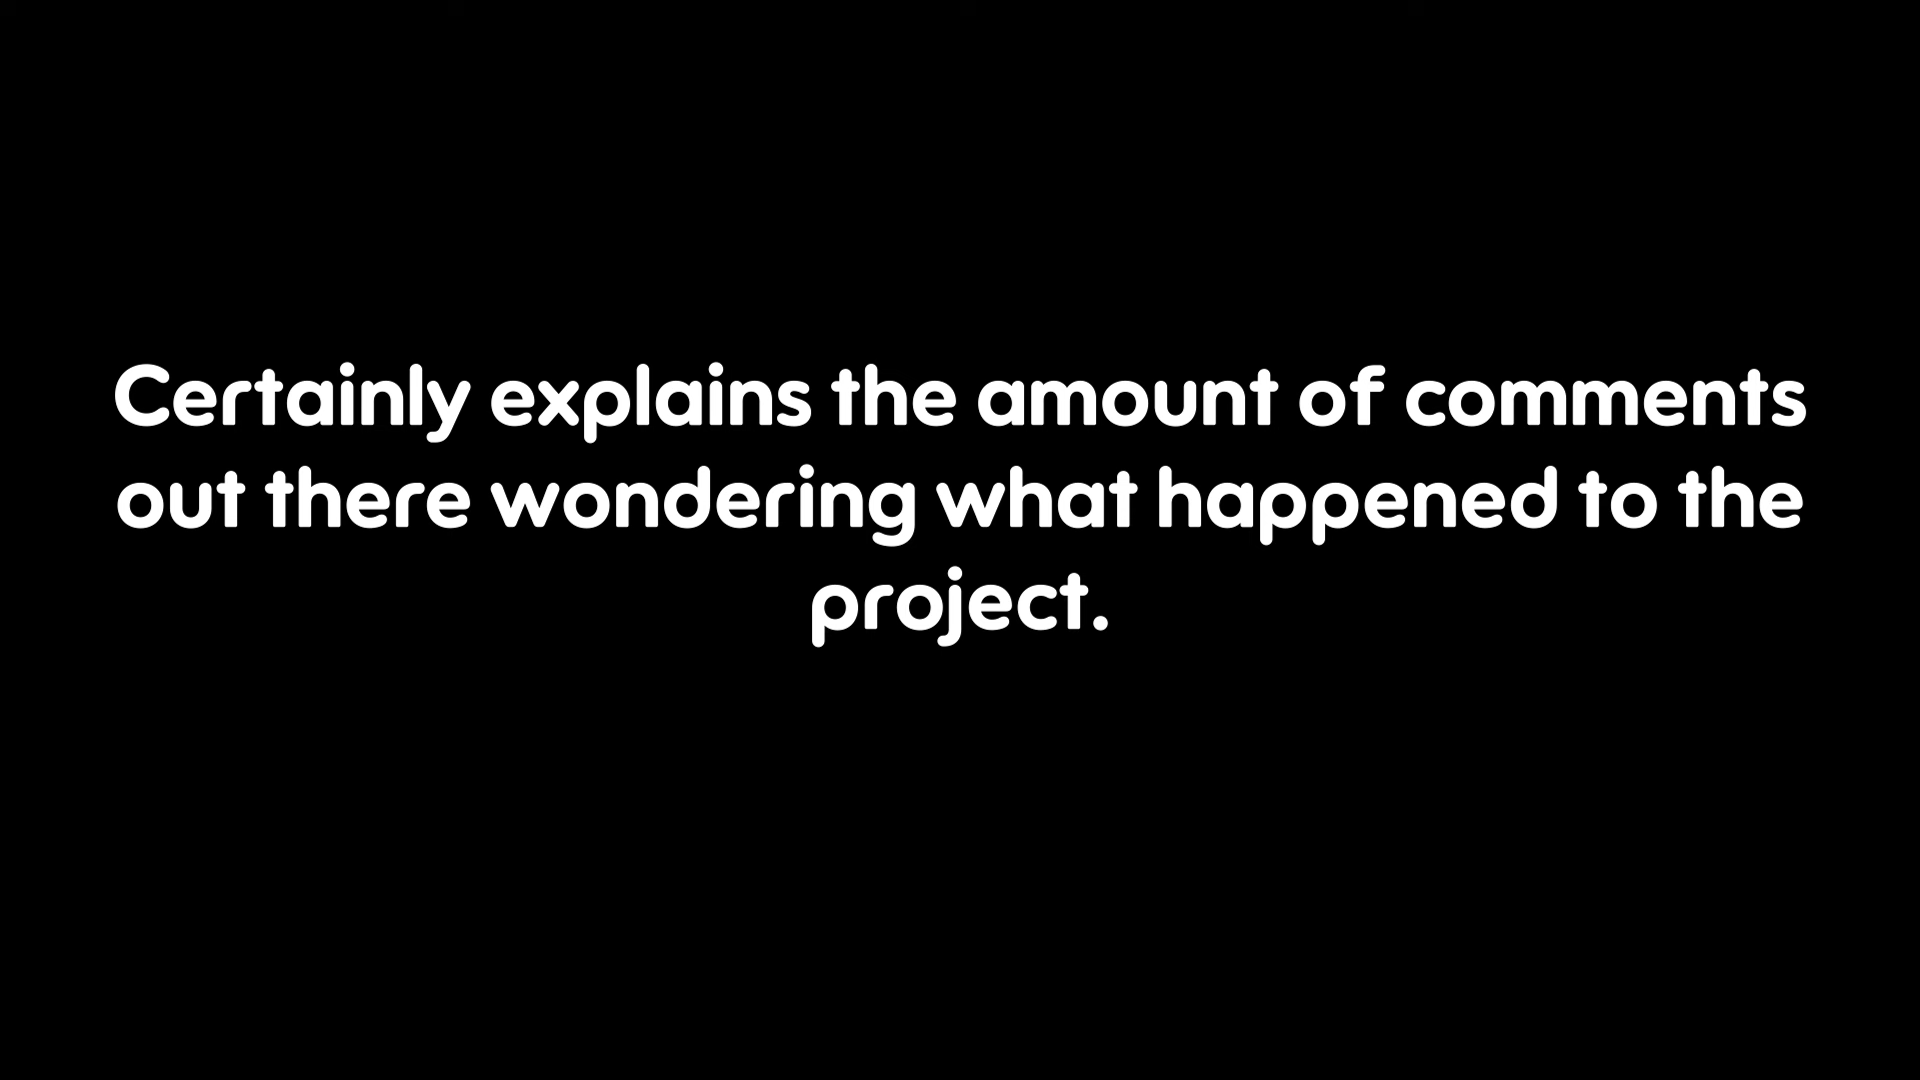 Certainly explains the amount of comments
out there wondering what happened to the
project.